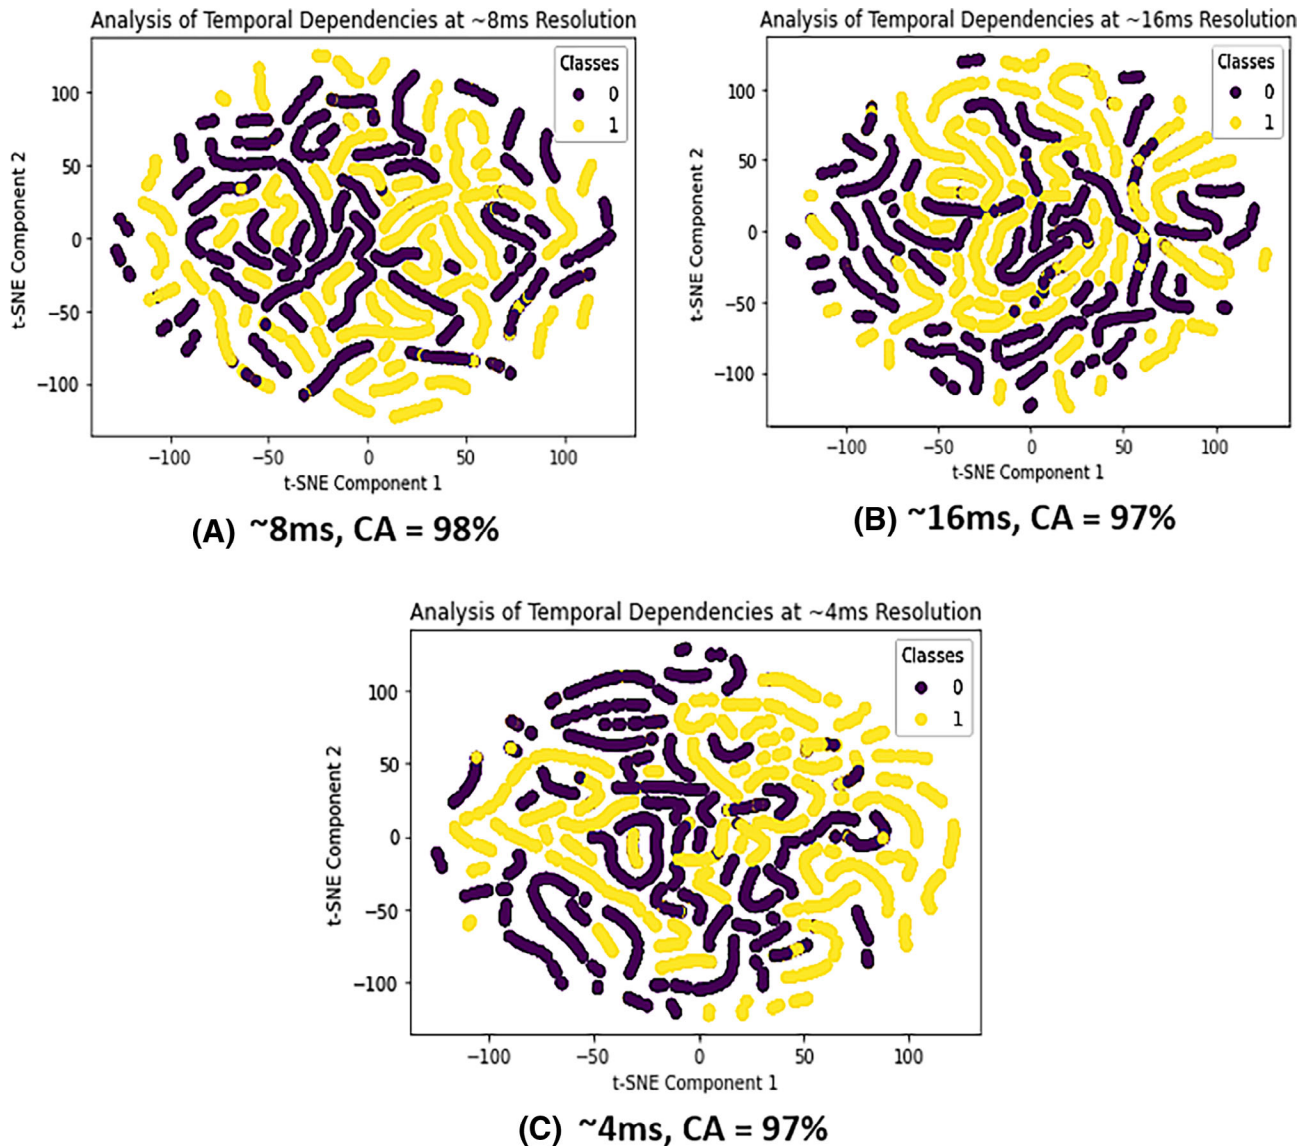 Analysis of Temporal Dependencies at ~8ms Resolution
Classes
0
1
100
50
0
−50
−100
t-SNE Component 2
−100 −50 0 50 100
t-SNE Component 1
(A) ~8ms, CA = 98%
Analysis of Temporal Dependencies at ~16ms Resolution
Classes
0
1
100
50
0
−50
−100
t-SNE Component 2
−100 −50 0 50 100
t-SNE Component 1
(B) ~16ms, CA = 97%
Analysis of Temporal Dependencies at ~4ms Resolution
Classes
0
1
100
50
0
−50
−100
t-SNE Component 2
−100 −50 0 50 100
t-SNE Component 1
(C) ~4ms, CA = 97%